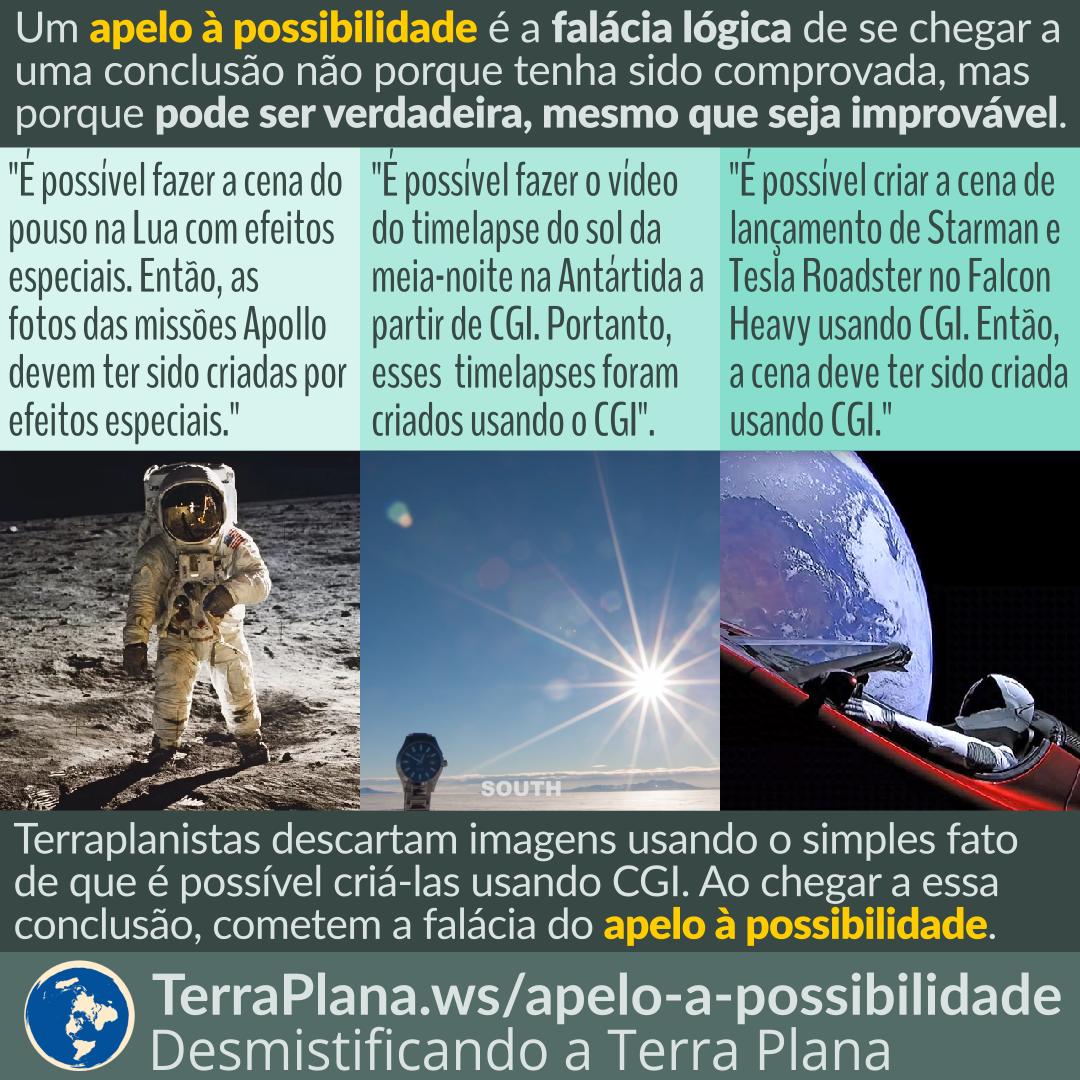 Um apelo à possibilidade é a falácia lógica de se chegar a
uma conclusão não porque tenha sido comprovada, mas
porque pode ser verdadeira, mesmo que seja improvável.
"É possível fazer a cena do
pouso na Lua com efeitos
especiais. Então, as
fotos das missões Apollo
devem ter sido criadas por
efeitos especiais."
"É possível fazer o vídeo
do timelapse do sol da
meia-noite na Antártida a
partir de CGI. Portanto,
esses timelapses foram
criados usando o CGI".
"É possível criar a cena de
lançamento de Starman e
Tesla Roadster no Falcon
Heavy usando CGI. Então,
a cena deve ter sido criada
usando CGI."
SOUTH
Terraplanistas descartam imagens usando o simples fato
de que é possível criá-las usando CGI. Ao chegar a essa
conclusão, cometem a falácia do apelo à possibilidade.
TerraPlana.ws/apelo-a-possibilidade
Desmistificando a Terra Plana